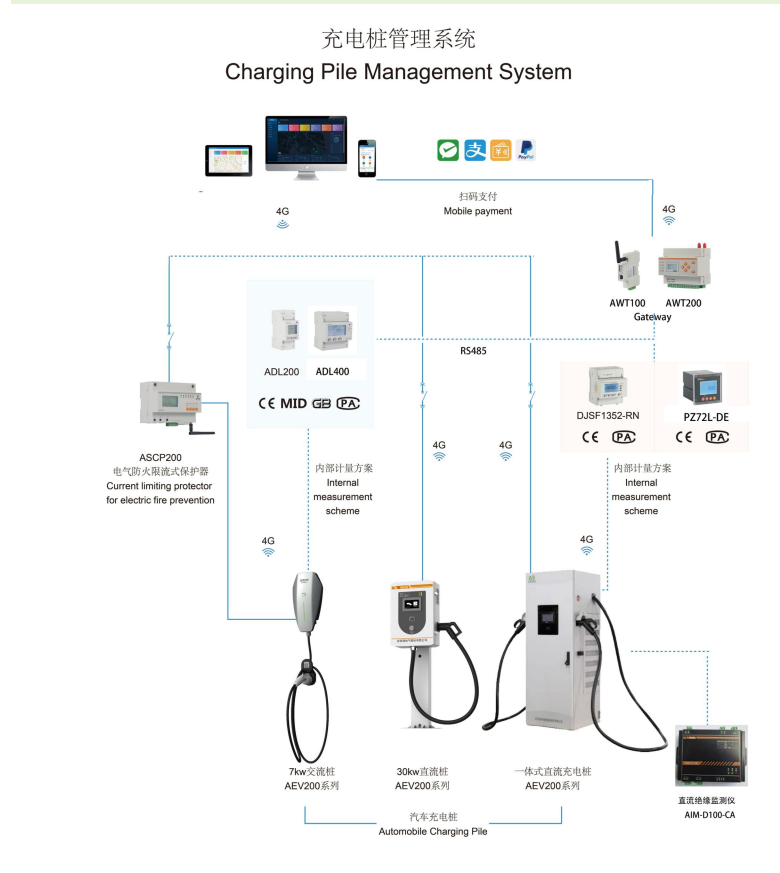 充电桩管理系统
Charging Pile Management System
PayPal
扫码支付
Mobile payment
4G
4G
AWT100
AWT200
Gateway
RS485
ADL200
ADL400
CE MID GB PA
DJSF1352-RN
CE PA
PZ72L-DE
CE PA
ASCP200
电气防火限流式保护器
Current limiting protector
for electric fire prevention
4G
4G
内部计量方案
Internal
measurement
scheme
内部计量方案
Internal
measurement
scheme
4G
4G
7kw交流桩
AEV200系列
30kw直流桩
AEV200系列
一体式直流充电桩
AEV200系列
直流绝缘监测仪
AIM-D100-CA
汽车充电桩
Automobile Charging Pile